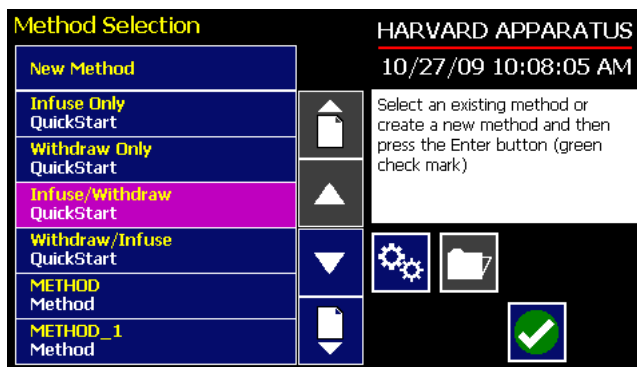 Method Selection
New Method
Infuse Only
QuickStart
Withdraw Only
QuickStart
Infuse/Withdraw
QuickStart
Withdraw/Infuse
QuickStart
METHOD
Method
METHOD_1
Method
HARVARD APPARATUS
10/27/09 10:08:05 AM
Select an existing method or
create a new method and then
press the Enter button (green
check mark)